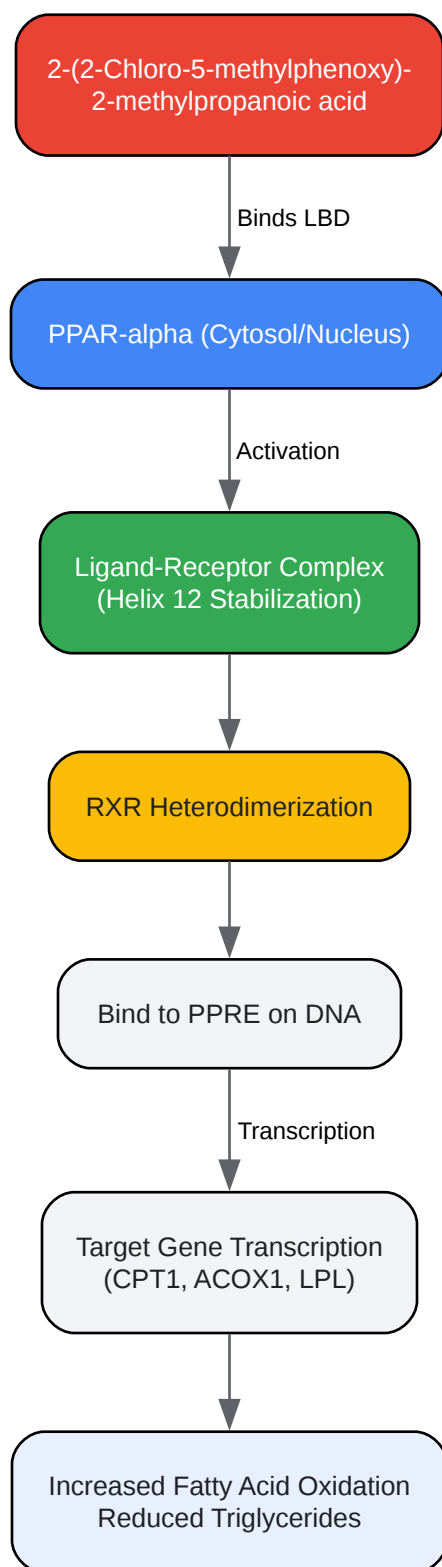 2-(2-Chloro-5-methylphenoxy)-
2-methylpropanoic acid
Binds LBD
PPAR-alpha (Cytosol/Nucleus)
Activation
Ligand-Receptor Complex
(Helix 12 Stabilization)
RXR Heterodimerization
Bind to PPRE on DNA
Transcription
Target Gene Transcription
(CPT1, ACOX1, LPL)
Increased Fatty Acid Oxidation
Reduced Triglycerides